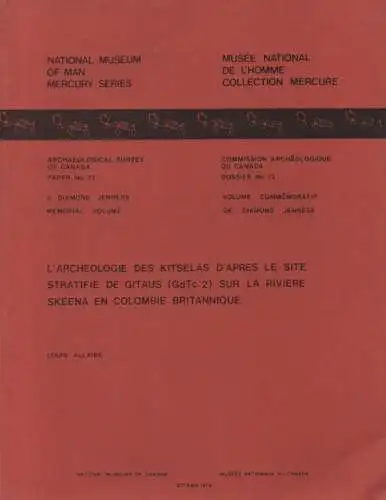 NATIONAL MUSEUM
OF MAN
MERCURY SERIES
MUSÉE NATIONAL
DE L'HOMME
COLLECTION MERCURE
ARCHAEOLOGICAL SURVEY
OF CANADA
PAPER No. 72
COMMISSION ARCHÉOLOGIQUE
DU CANADA
DOSSIER No. 72
A DIAMOND JENNESS
MEMORIAL VOLUME
VOLUME COMMÉMORATIF
DE DIAMOND JENNESS
L'ARCHEOLOGIE DES KITSELAS D'APRES LE SITE
STRATIFIE DE GITAUS (GdTc:2) SUR LA RIVIERE
SKEENA EN COLOMBIE BRITANNIQUE
LOUIS ALLAIRE
NATIONAL MUSEUMS OF CANADA
MUSÉES NATIONAUX DU CANADA
OTTAWA